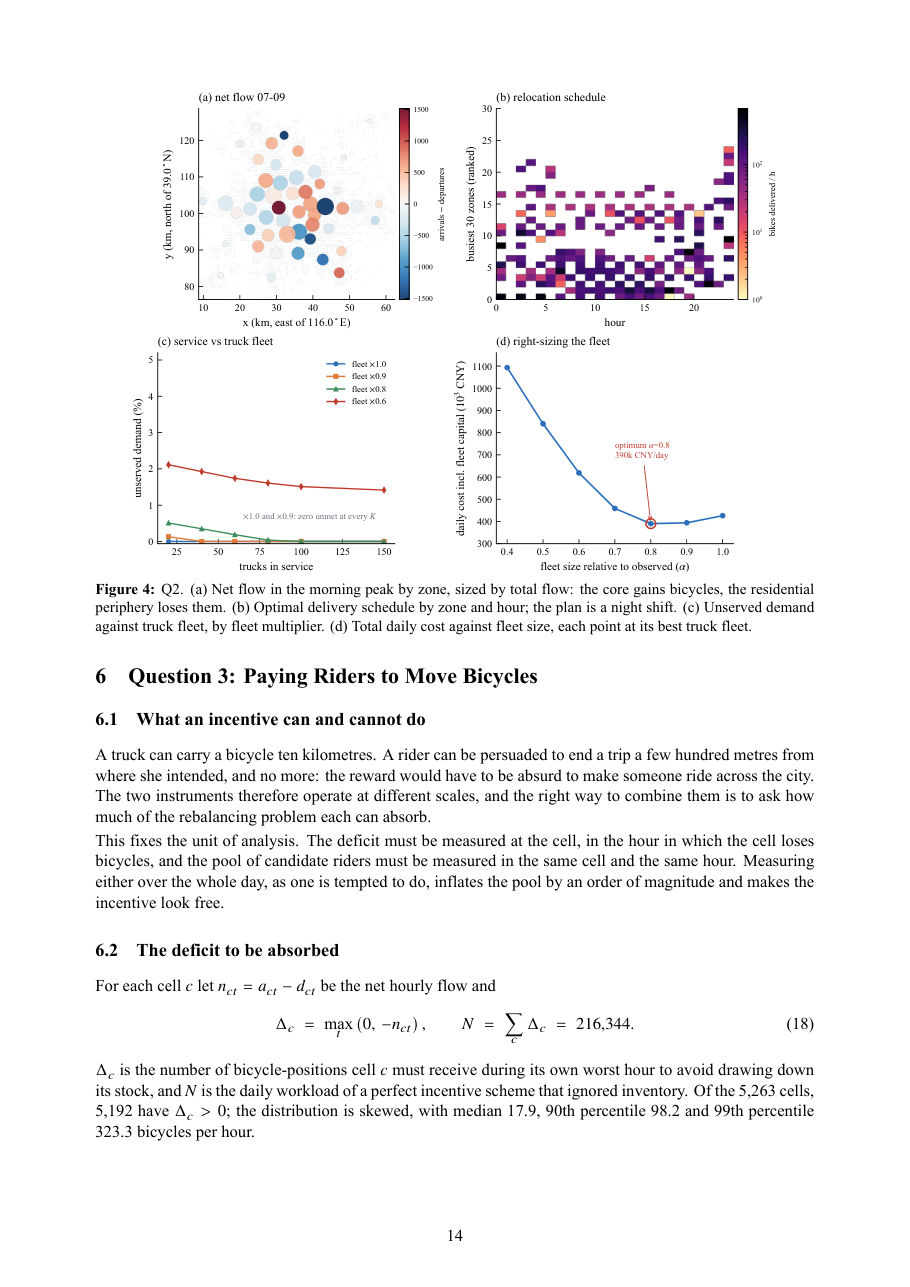 (a) net flow 07-09
120
110
100
90
80
y (km, north of 39.0°N)
10 20 30 40 50 60
x (km, east of 116.0°E)
1500
1000
500
0
−500
−1000
−1500
arrivals − departures
(b) relocation schedule
30
25
20
15
10
5
0
busiest 30 zones (ranked)
0 5 10 15 20
hour
10²
10¹
10⁰
bikes delivered / h
(c) service vs truck fleet
5
4
3
2
1
0
unserved demand (%)
fleet ×1.0
fleet ×0.9
fleet ×0.8
fleet ×0.6
×1.0 and ×0.9: zero unmet at every K
25 50 75 100 125 150
trucks in service
(d) right-sizing the fleet
1100
1000
900
800
700
600
500
400
300
daily cost incl. fleet capital (10³ CNY)
optimum α=0.8
390k CNY/day
0.4 0.5 0.6 0.7 0.8 0.9 1.0
fleet size relative to observed (α)
Figure 4: Q2. (a) Net flow in the morning peak by zone, sized by total flow: the core gains bicycles, the residential
periphery loses them. (b) Optimal delivery schedule by zone and hour; the plan is a night shift. (c) Unserved demand
against truck fleet, by fleet multiplier. (d) Total daily cost against fleet size, each point at its best truck fleet.
6 Question 3: Paying Riders to Move Bicycles
6.1 What an incentive can and cannot do
A truck can carry a bicycle ten kilometres. A rider can be persuaded to end a trip a few hundred metres from
where she intended, and no more: the reward would have to be absurd to make someone ride across the city.
The two instruments therefore operate at different scales, and the right way to combine them is to ask how
much of the rebalancing problem each can absorb.
This fixes the unit of analysis. The deficit must be measured at the cell, in the hour in which the cell loses
bicycles, and the pool of candidate riders must be measured in the same cell and the same hour. Measuring
either over the whole day, as one is tempted to do, inflates the pool by an order of magnitude and makes the
incentive look free.
6.2 The deficit to be absorbed
For each cell c let n_ct = a_ct − d_ct be the net hourly flow and
Δ_c = max_t (0, −n_ct), N = ∑_c Δ_c = 216,344. (18)
Δ_c is the number of bicycle-positions cell c must receive during its own worst hour to avoid drawing down
its stock, and N is the daily workload of a perfect incentive scheme that ignored inventory. Of the 5,263 cells,
5,192 have Δ_c > 0; the distribution is skewed, with median 17.9, 90th percentile 98.2 and 99th percentile
323.3 bicycles per hour.
14